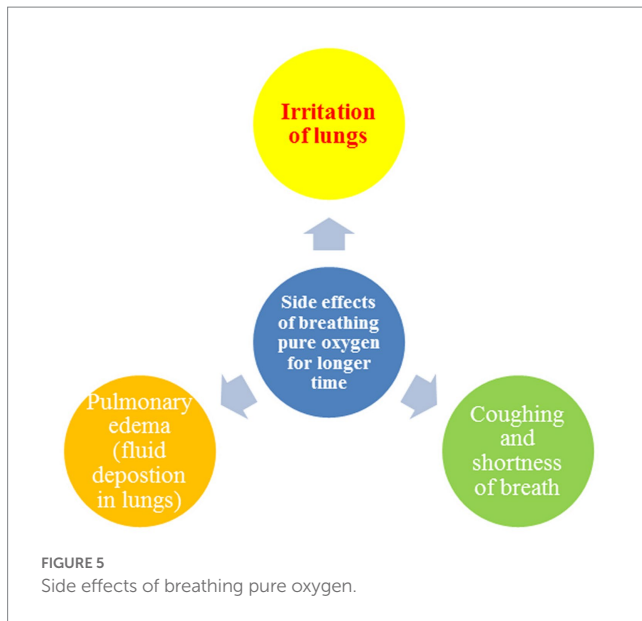 Irritation
of lungs
Side effects
of breathing
pure oxygen
for longer
time
Pulmonary
edema
(fluid
depostion
in lungs)
Coughing
and
shortness
of breath
FIGURE 5
Side effects of breathing pure oxygen.